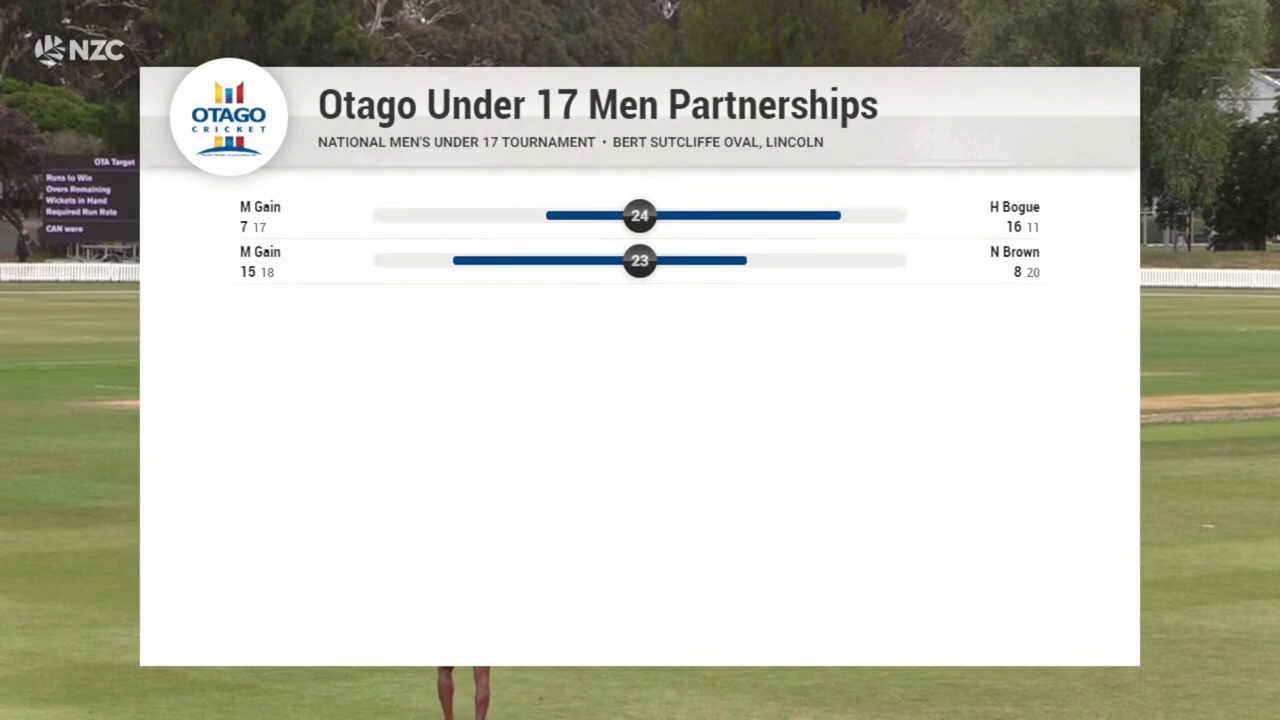 NZC
OTAGO
CRICKET
Otago Under 17 Men Partnerships
NATIONAL MEN'S UNDER 17 TOURNAMENT • BERT SUTCLIFFE OVAL, LINCOLN
OTA Target
Runs to Win
Overs Remaining
Wickets in Hand
Required Run Rate
CAN were
M Gain
7 17
24
H Bogue
16 11
M Gain
15 18
23
N Brown
8 20